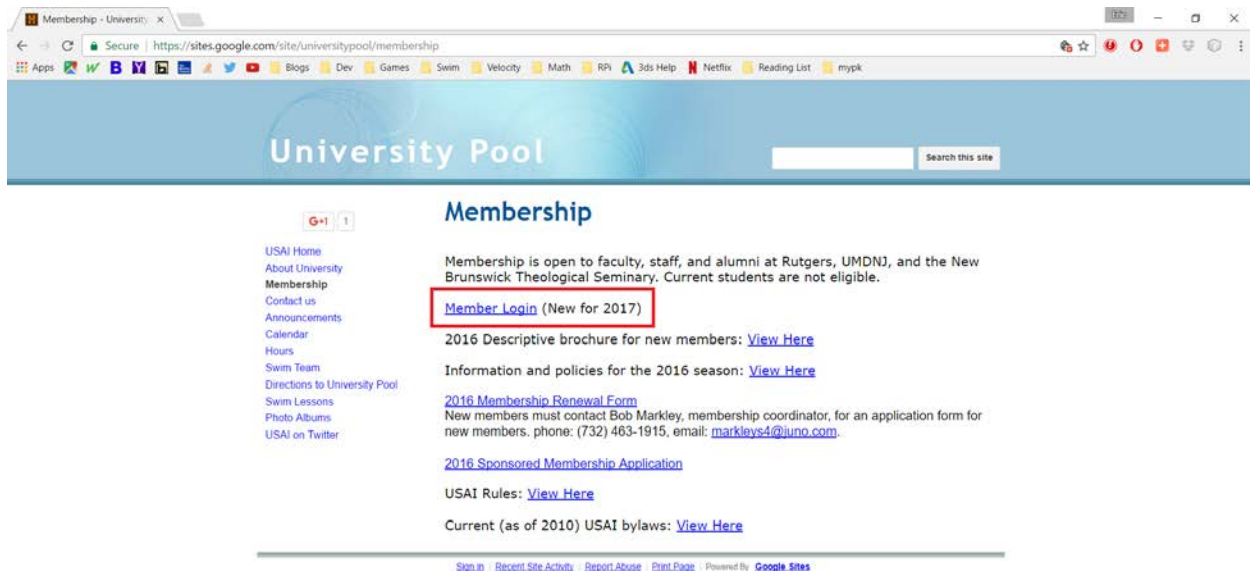 Membership - Universit
Secure | https://sites.google.com/site/universitypool/membership
Apps Blogs Dev Games Swim Velocity Math RPi 3ds Help Netflix Reading List mypk
University Pool
Search this site
G+1 1
USAI Home
About University
Membership
Contact us
Announcements
Calendar
Hours
Swim Team
Directions to University Pool
Swim Lessons
Photo Albums
USAI on Twitter
Membership
Membership is open to faculty, staff, and alumni at Rutgers, UMDNJ, and the New
Brunswick Theological Seminary. Current students are not eligible.
Member Login (New for 2017)
2016 Descriptive brochure for new members: View Here
Information and policies for the 2016 season: View Here
2016 Membership Renewal Form
New members must contact Bob Markley, membership coordinator, for an application form for
new members. phone: (732) 463-1915, email: markleys4@juno.com.
2016 Sponsored Membership Application
USAI Rules: View Here
Current (as of 2010) USAI bylaws: View Here
Sign in | Recent Site Activity | Report Abuse | Print Page | Powered By Google Sites